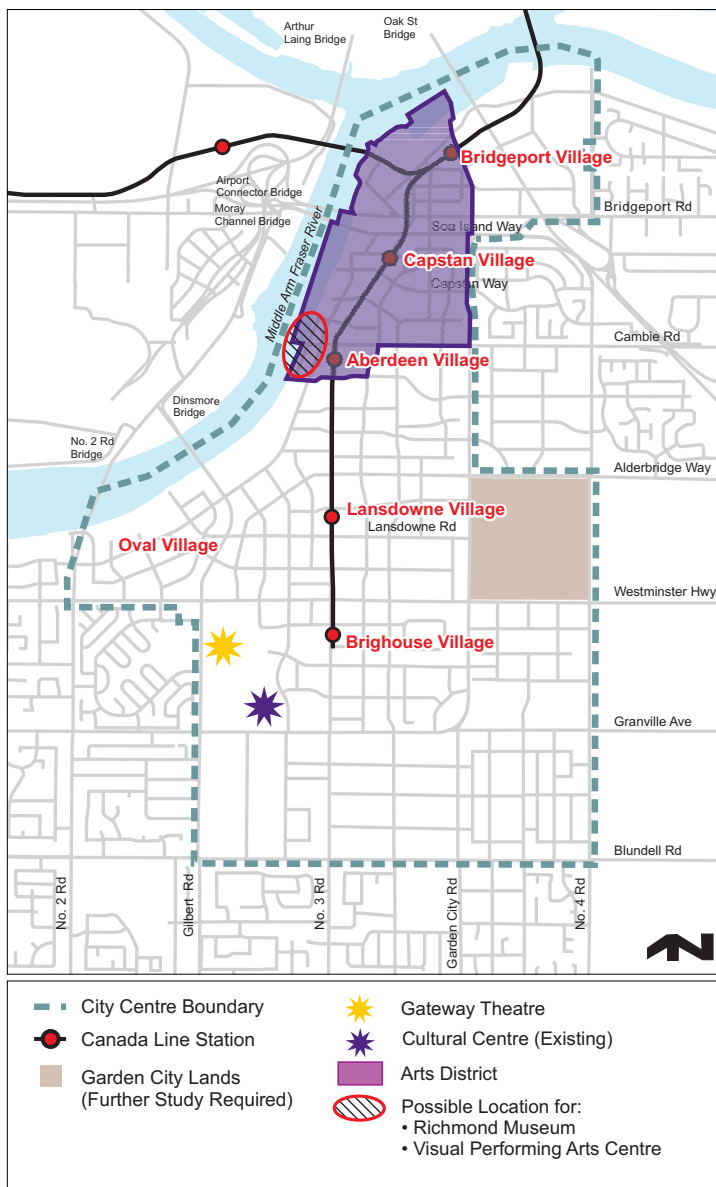 Arthur
Laing Bridge
Oak St
Bridge
Bridgeport Village
Airport
Connector Bridge
Moray
Channel Bridge
Bridgeport Rd
Sea Island Way
Middle Arm Fraser River
Capstan Village
Capstan Way
Cambie Rd
Aberdeen Village
Dinsmore
Bridge
No. 2 Rd
Bridge
Alderbridge Way
Lansdowne Village
Lansdowne Rd
Oval Village
Westminster Hwy
Brighouse Village
Granville Ave
Blundell Rd
No. 2 Rd
Gilbert Rd
No. 3 Rd
Garden City Rd
No. 4 Rd
N
City Centre Boundary
Canada Line Station
Garden City Lands
(Further Study Required)
Gateway Theatre
Cultural Centre (Existing)
Arts District
Possible Location for:
• Richmond Museum
• Visual Performing Arts Centre